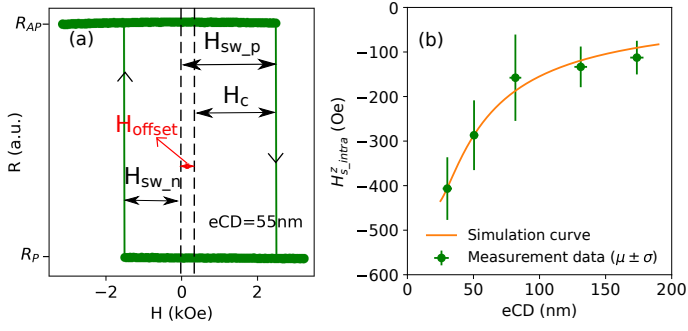 (a)
R_AP
H_sw_p
H_c
H_offset
H_sw_n
eCD=55nm
R_P
R (a.u.)
−2 0 2
H (kOe)
(b)
0
−100
−200
−300
−400
−500
−600
H^z_s_intra (Oe)
Simulation curve
Measurement data (μ ± σ)
0 50 100 150 200
eCD (nm)